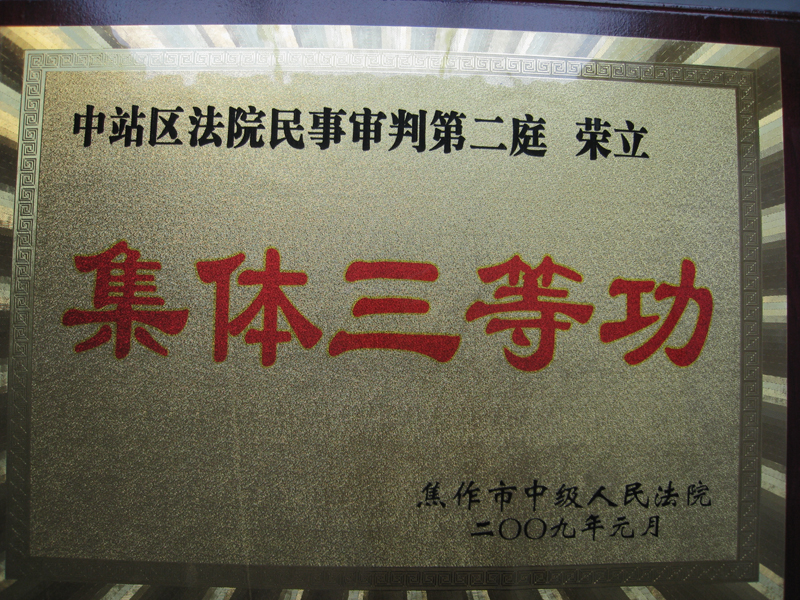 中站区法院民事审判第二庭 荣立
集体三等功
焦作市中级人民法院
二〇〇九年元月